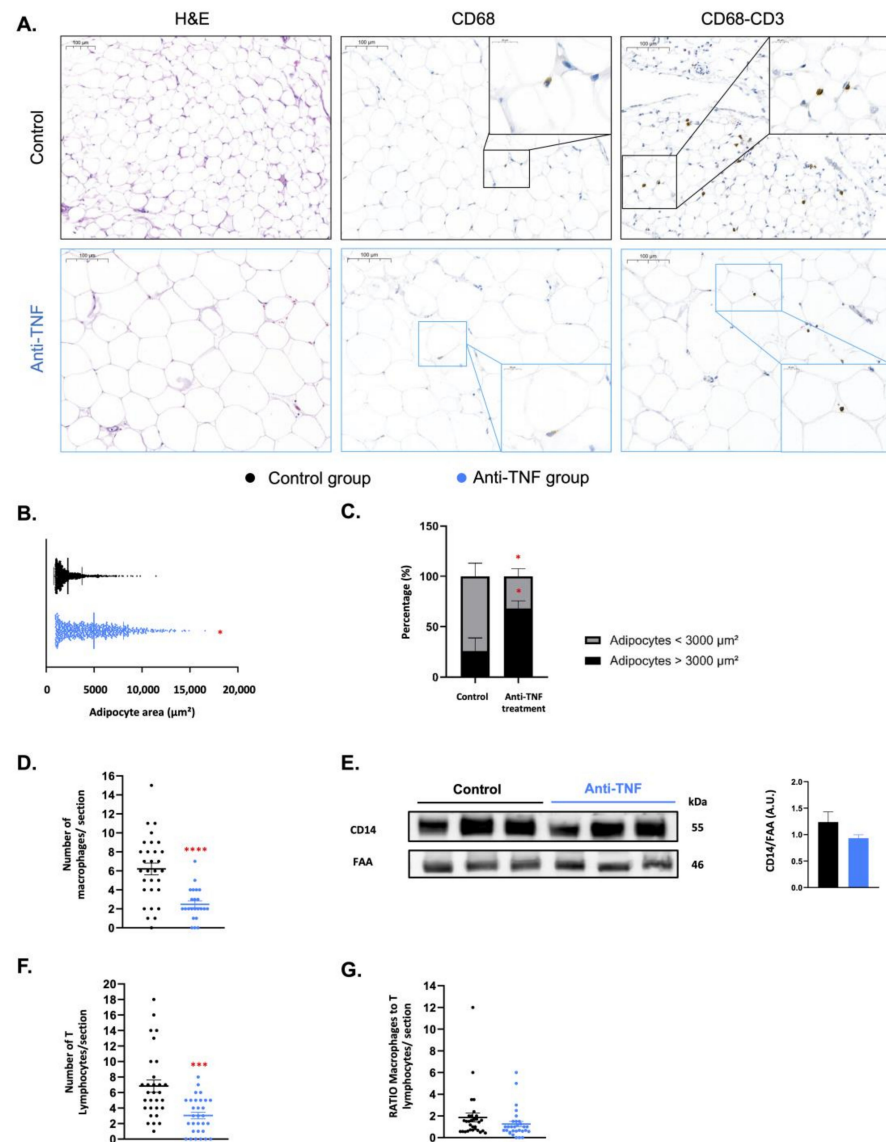 A.
H&E
CD68
CD68-CD3
Control
100 µm
100 µm
100 µm
Anti-TNF
100 µm
100 µm
100 µm
Control group
Anti-TNF group
B.
0
5000
10,000
15,000
20,000
Adipocyte area (µm²)
*
C.
Percentage (%)
150
100
50
0
*
*
Control
Anti-TNF
treatment
Adipocytes < 3000 µm²
Adipocytes > 3000 µm²
D.
Number of
macrophages/ section
16
14
12
10
8
6
4
2
0
****
E.
Control
Anti-TNF
kDa
CD14
55
FAA
46
CD14/FAA (A.U.)
2.0
1.5
1.0
0.5
0.0
F.
Number of T
Lymphocytes/section
20
18
16
14
12
10
8
6
4
2
0
***
G.
RATIO Macrophages to T
lymphocytes/ section
14
12
10
8
6
4
2
0